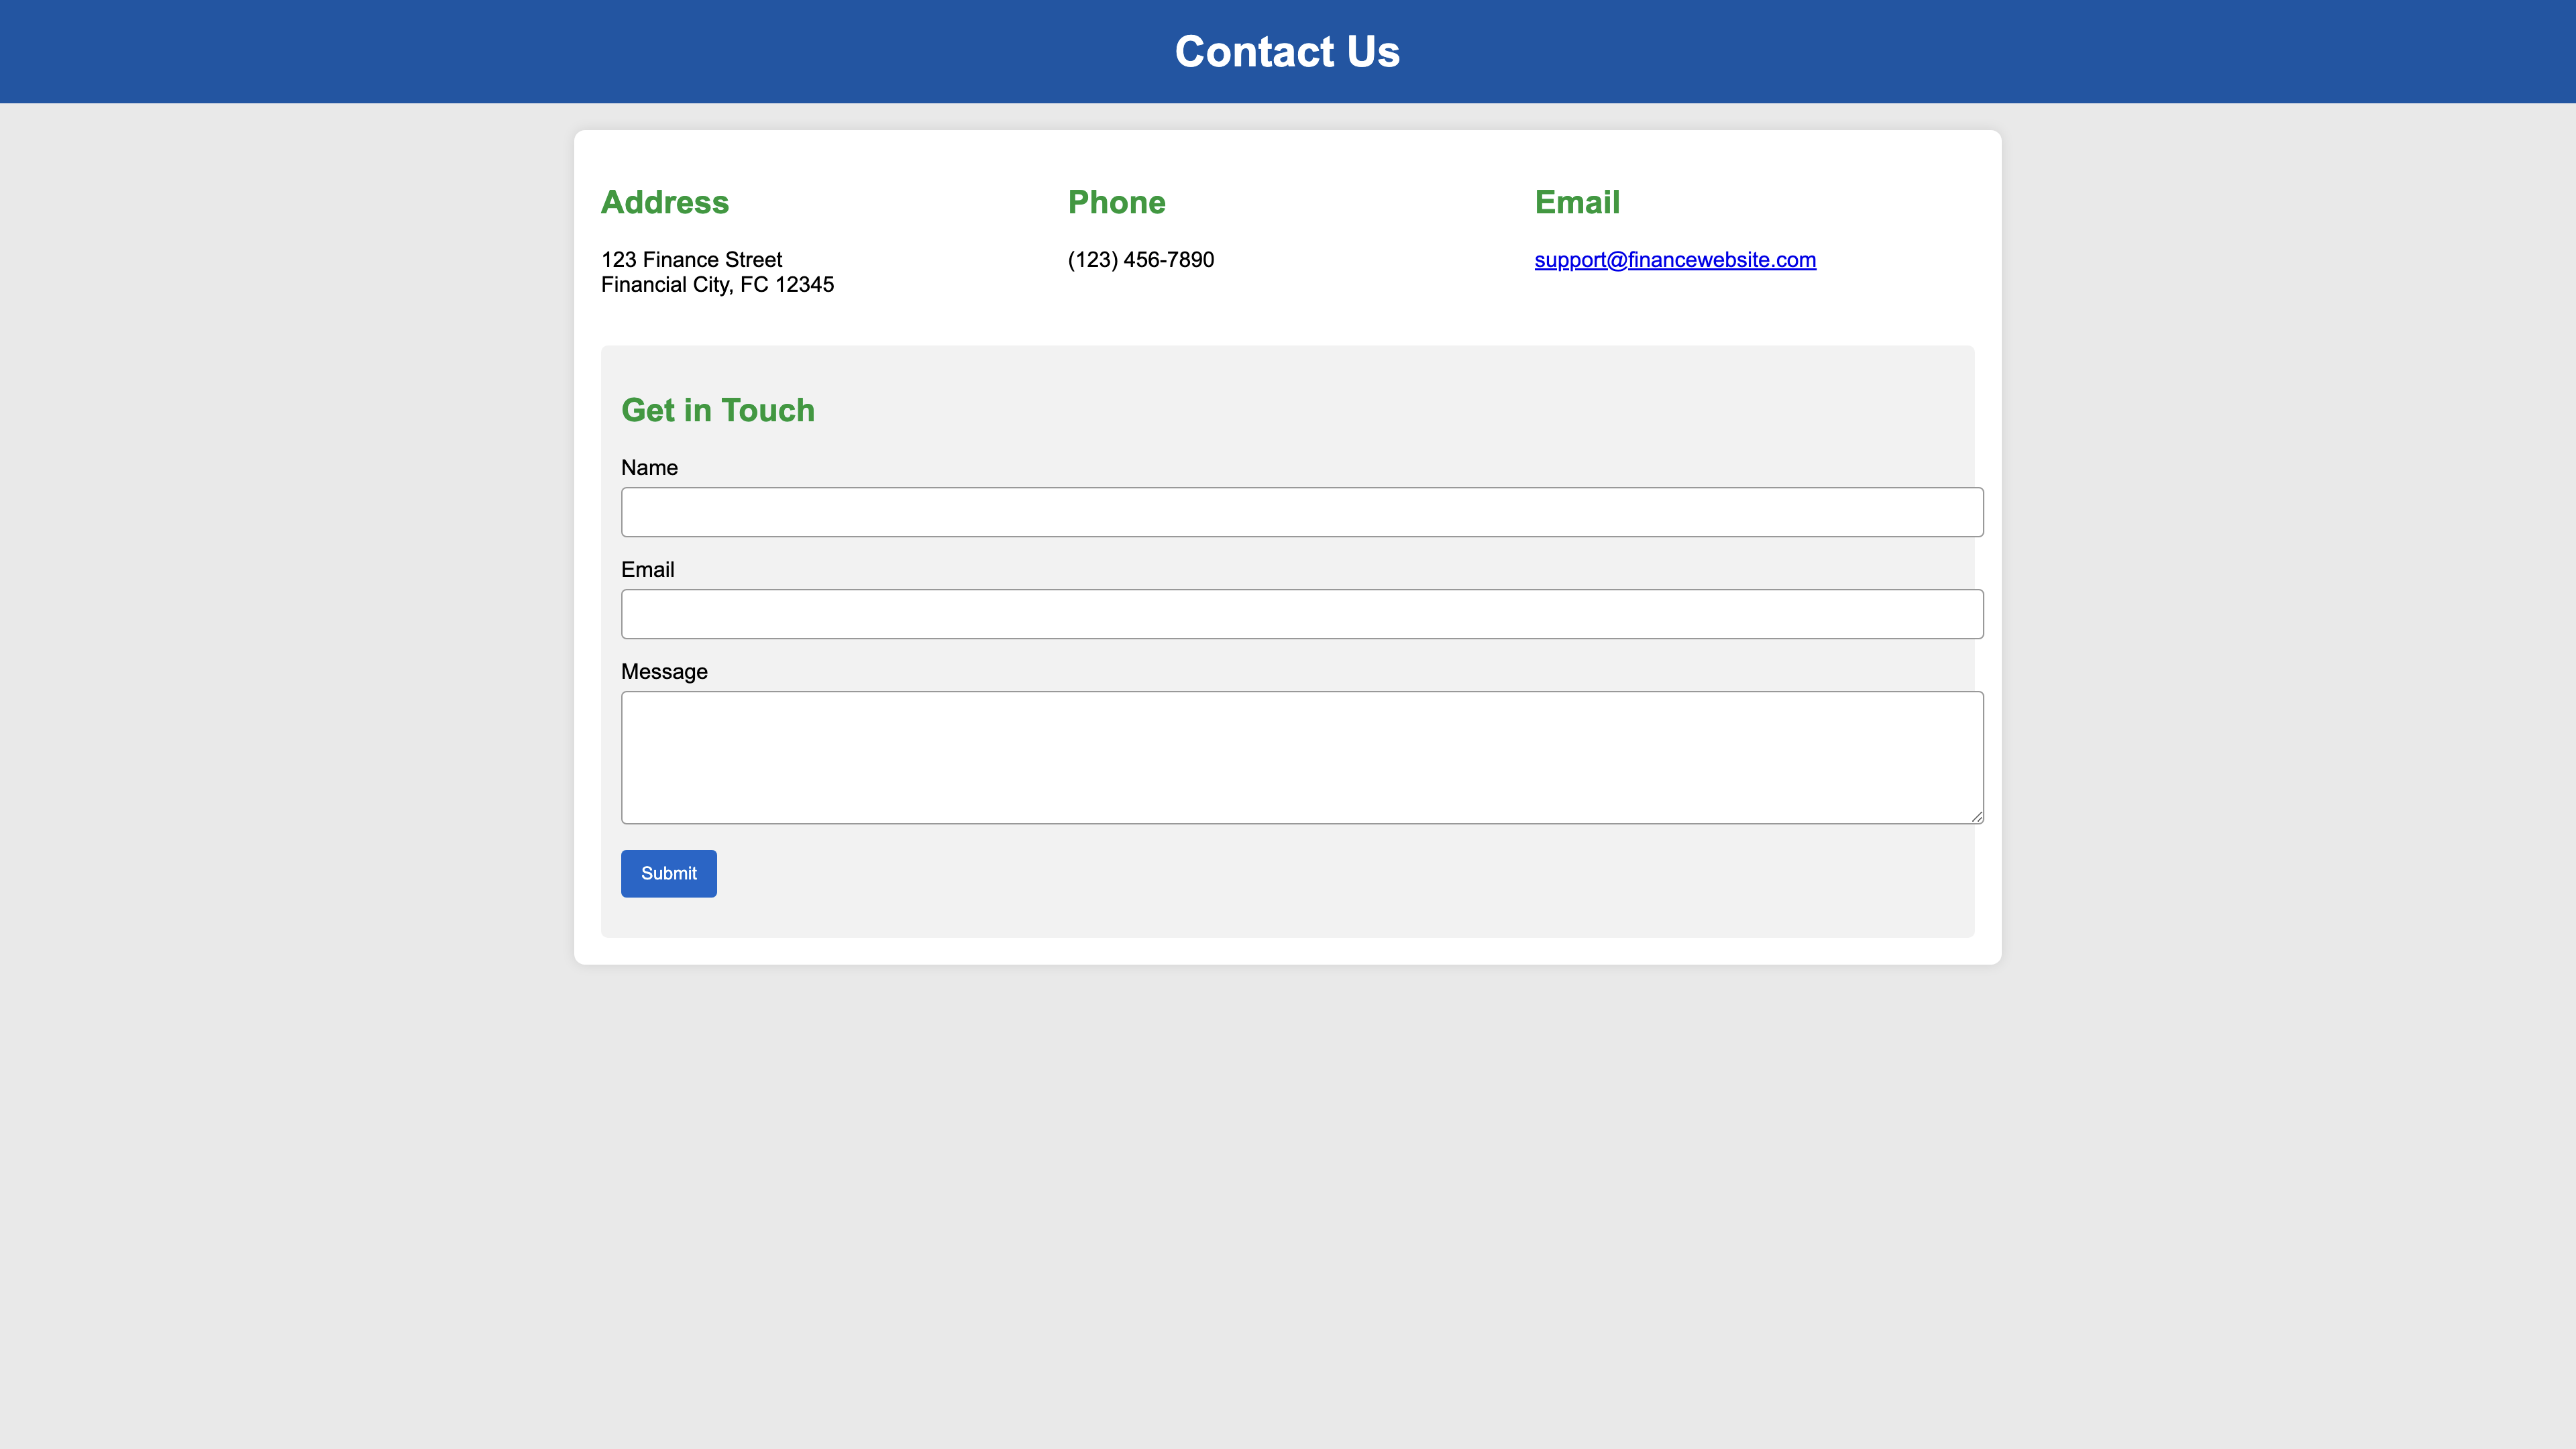 Contact Us
Address
123 Finance Street
Financial City, FC 12345
Phone
(123) 456-7890
Email
support@financewebsite.com
Get in Touch
Name
Email
Message
Submit